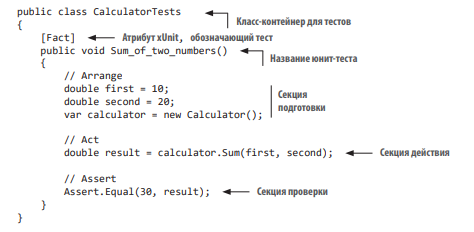 public class CalculatorTests
{
Класс-контейнер для тестов
[Fact]
Атрибут xUnit, обозначающий тест
public void Sum_of_two_numbers()
{
Название юнит-теста
// Arrange
double first = 10;
double second = 20;
var calculator = new Calculator();
Секция
подготовки
// Act
double result = calculator.Sum(first, second);
Секция действия
// Assert
Assert.Equal(30, result);
Секция проверки
}
}